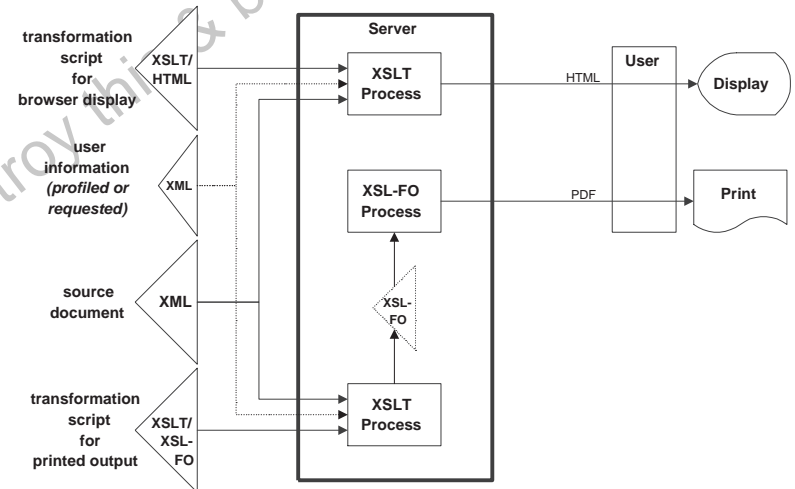 transformation
script
for
browser display
XSLT/
HTML
user
information
(profiled or
requested)
XML
source
document
XML
transformation
script
for
printed output
XSLT/
XSL-
FO
Server
XSLT
Process
XSL-FO
Process
XSL-
FO
XSLT
Process
User
HTML
PDF
Display
Print